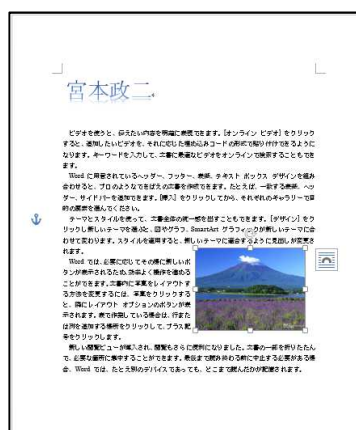 宮本政二
ビデオを使うと、伝えたい内容を明確に表現できます。[オンライン ビデオ] をクリック
すると、追加したいビデオを、それに応じた埋め込みコードの形式で貼り付けできるように
なります。キーワードを入力して、文書に最適なビデオをオンラインで検索することもでき
ます。
Word に用意されているヘッダー、フッター、表紙、テキスト ボックス デザインを組み
合わせると、プロのようなできばえの文書を作成できます。たとえば、一致する表紙、ヘッ
ダー、サイドバーを追加できます。[挿入] をクリックしてから、それぞれのギャラリーで目
的の要素を選んでください。
テーマとスタイルを使って、文書全体の統一感を出すこともできます。[デザイン] をク
リックし新しいテーマを選ぶと、図やグラフ、SmartArt グラフィックが新しいテーマに合
わせて変わります。スタイルを適用すると、新しいテーマに適合するように見出しが変更さ
れます。
Word では、必要に応じてその場に新しいボ
タンが表示されるため、効率よく操作を進める
ことができます。文書内に写真をレイアウトす
る方法を変更するには、写真をクリックする
と、隣にレイアウト オプションのボタンが表
示されます。表で作業している場合は、行また
は列を追加する場所をクリックして、プラス記
号をクリックします。
新しい閲覧ビューが導入され、閲覧もさらに便利になりました。文書の一部を折りたたん
で、必要な箇所に集中することができます。最後まで読み終わる前に中止する必要がある場
合、Word では、たとえ別のデバイスであっても、どこまで読んだかが記憶されます。